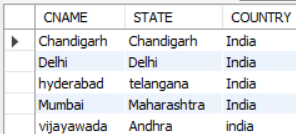 CNAME STATE COUNTRY
Chandigarh Chandigarh India
Delhi Delhi India
hyderabad telangana India
Mumbai Maharashtra India
vijayawada Andhra india